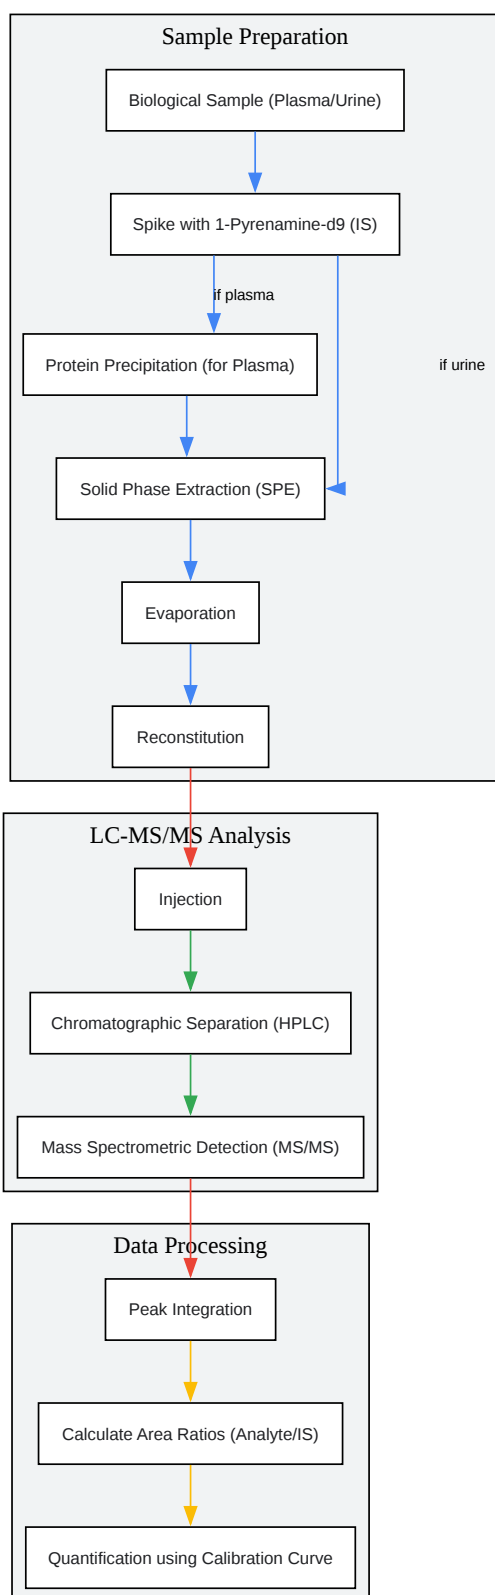 Sample Preparation
Biological Sample (Plasma/Urine)
Spike with 1-Pyrenamine-d9 (IS)
if plasma
Protein Precipitation (for Plasma)
if urine
Solid Phase Extraction (SPE)
Evaporation
Reconstitution
LC-MS/MS Analysis
Injection
Chromatographic Separation (HPLC)
Mass Spectrometric Detection (MS/MS)
Data Processing
Peak Integration
Calculate Area Ratios (Analyte/IS)
Quantification using Calibration Curve